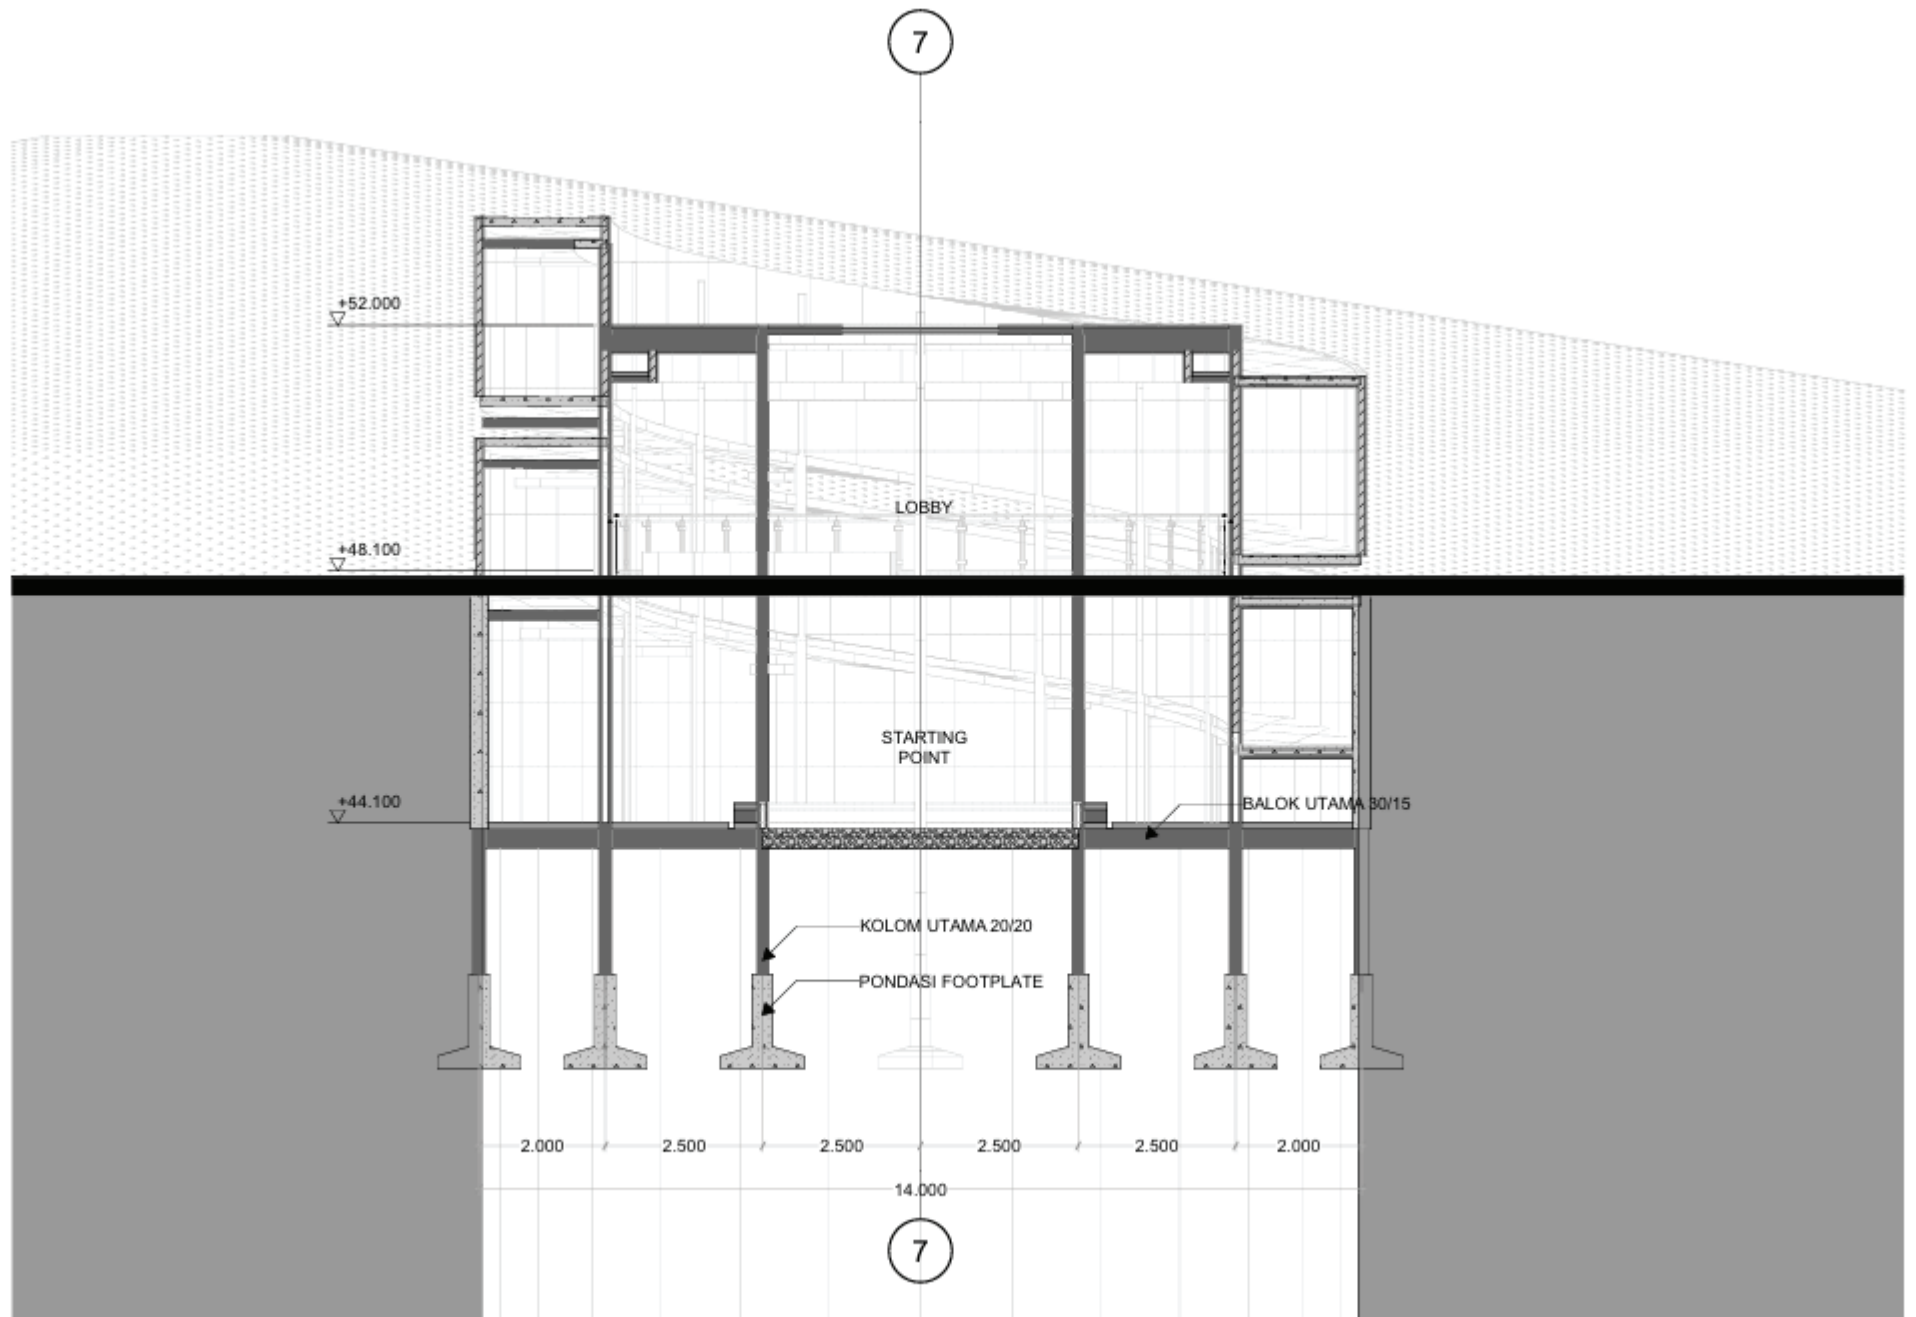 7
+52.000
LOBBY
+48.100
STARTING
POINT
+44.100
BALOK UTAMA 30/15
KOLOM UTAMA 20/20
PONDASI FOOTPLATE
2.000 2.500 2.500 2.500 2.500 2.000
14.000
7